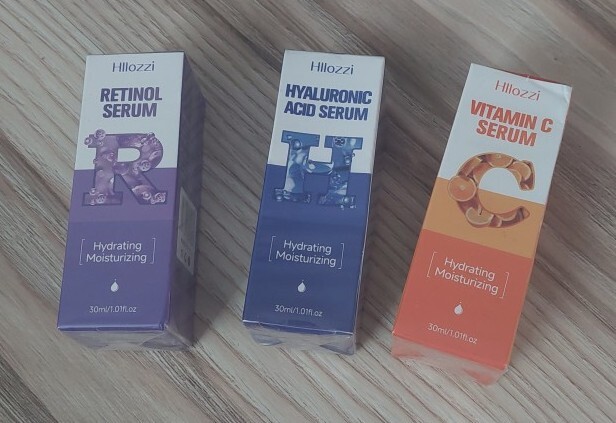 Hllozzi
RETINOL
SERUM
R
[Hydrating
Moisturizing]
30ml/1.01fl.oz
Hllozzi
HYALURONIC
ACID SERUM
H
[Hydrating
Moisturizing]
30ml/1.01fl.oz
Hllozzi
VITAMIN C
SERUM
C
[Hydrating
Moisturizing]
30ml/1.01fl.oz